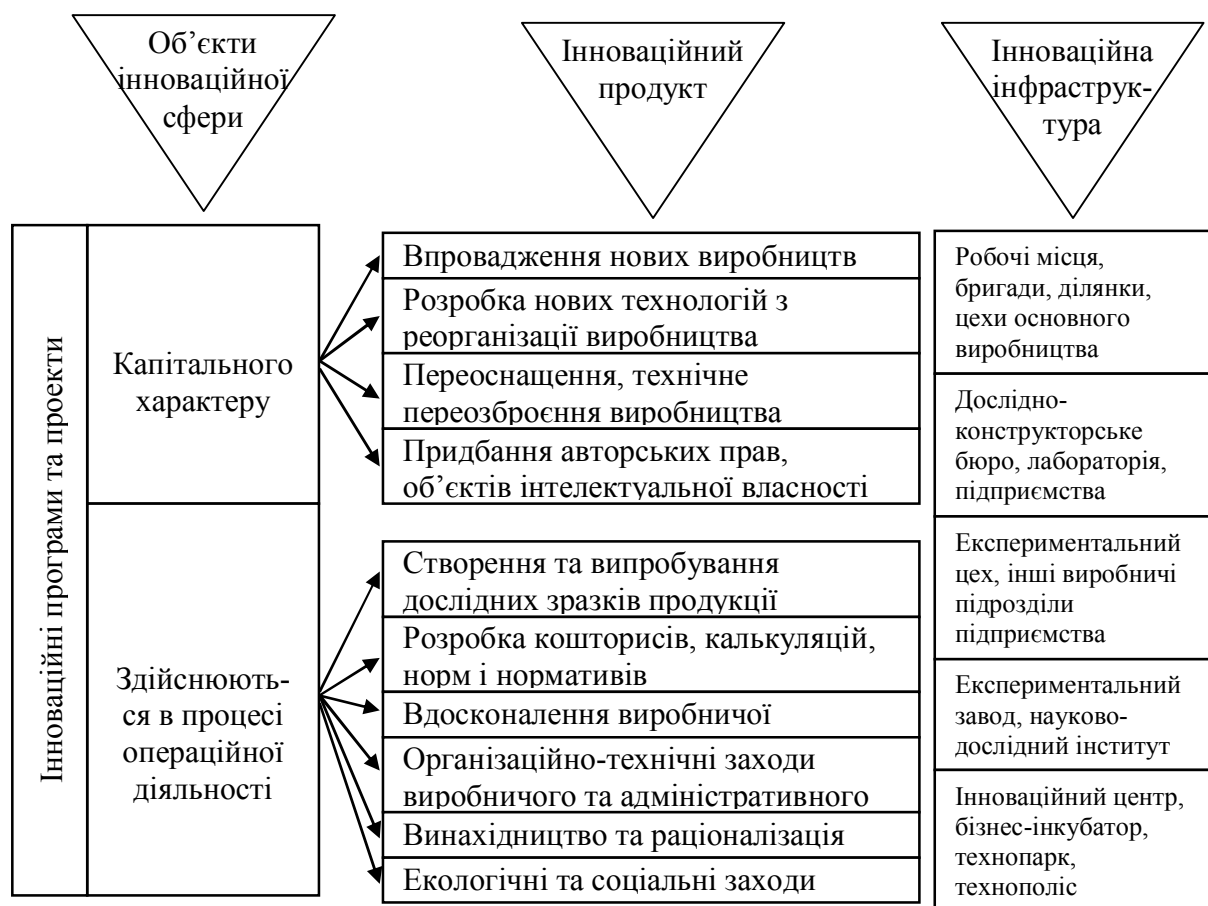 Об’єкти
інноваційної
сфери
Інноваційний
продукт
Інноваційна
інфраструк-
тура
Інноваційні програми та проекти
Капітального
характеру
Впровадження нових виробництв
Розробка нових технологій з
реорганізації виробництва
Переоснащення, технічне
переозброєння виробництва
Придбання авторських прав,
об’єктів інтелектуальної власності
Здійснюють-
ся в процесі
операційної
діяльності
Створення та випробування
дослідних зразків продукції
Розробка кошторисів, калькуляцій,
норм і нормативів
Вдосконалення виробничої
Організаційно-технічні заходи
виробничого та адміністративного
Винахідництво та раціоналізація
Екологічні та соціальні заходи
Робочі місця,
бригади, ділянки,
цехи основного
виробництва
Дослідно-
конструкторське
бюро, лабораторія,
підприємства
Експериментальний
цех, інші виробничі
підрозділи
підприємства
Експериментальний
завод, науково-
дослідний інститут
Інноваційний центр,
бізнес-інкубатор,
технопарк,
технополіс